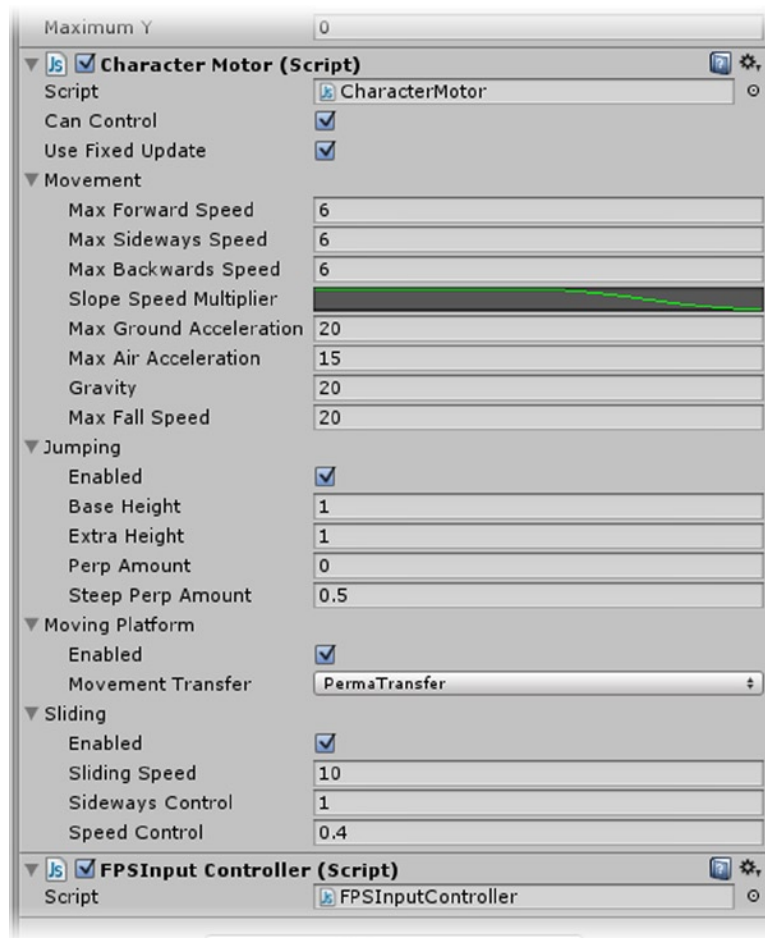 Maximum Y 0
Js Character Motor (Script)
Script CharacterMotor
Can Control
Use Fixed Update
Movement
Max Forward Speed 6
Max Sideways Speed 6
Max Backwards Speed 6
Slope Speed Multiplier
Max Ground Acceleration 20
Max Air Acceleration 15
Gravity 20
Max Fall Speed 20
Jumping
Enabled
Base Height 1
Extra Height 1
Perp Amount 0
Steep Perp Amount 0.5
Moving Platform
Enabled
Movement Transfer PermaTransfer
Sliding
Enabled
Sliding Speed 10
Sideways Control 1
Speed Control 0.4
Js FPSInput Controller (Script)
Script FPSInputController